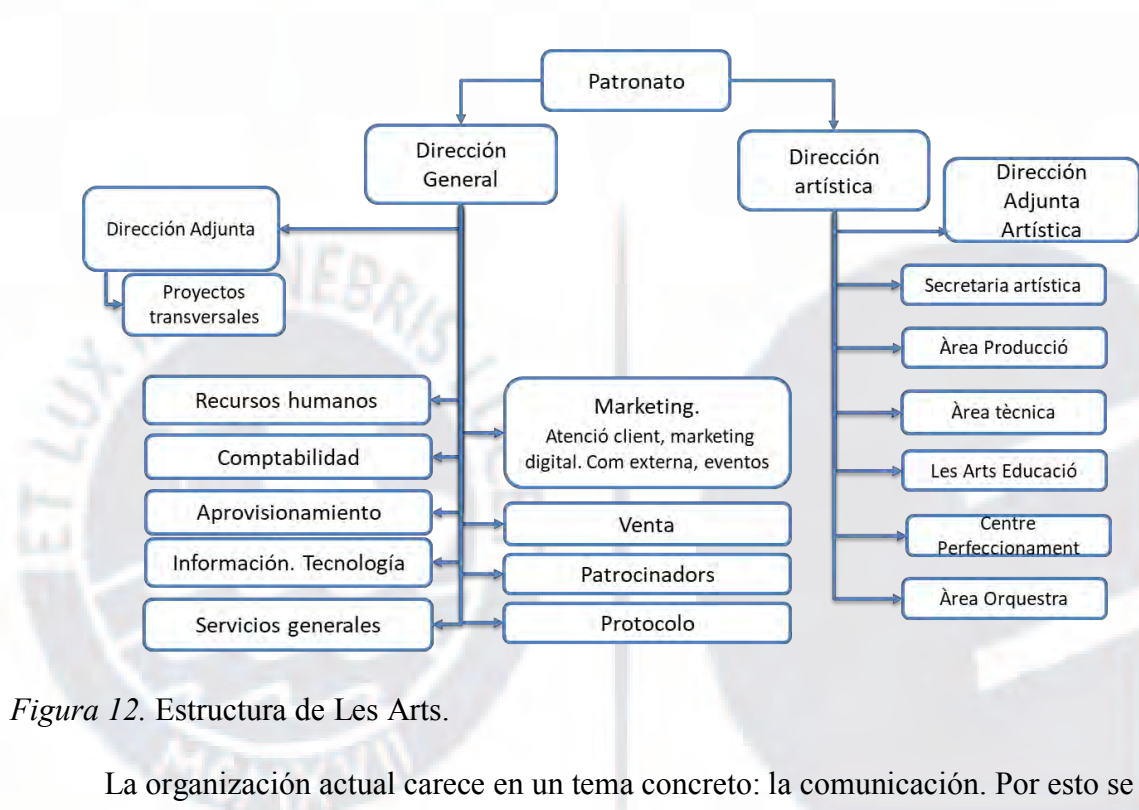 Patronato
Dirección
General
Dirección
artística
Dirección
Adjunta
Artística
Dirección Adjunta
Proyectos
transversales
Secretaria artística
Àrea Producció
Àrea tècnica
Les Arts Educació
Centre
Perfeccionament
Àrea Orquestra
Recursos humanos
Comptabilidad
Aprovisionamiento
Información. Tecnología
Servicios generales
Marketing.
Atenció client, marketing
digital. Com externa, eventos
Venta
Patrocinadors
Protocolo
Figura 12. Estructura de Les Arts.
La organización actual carece en un tema concreto: la comunicación. Por esto se
ET LUX